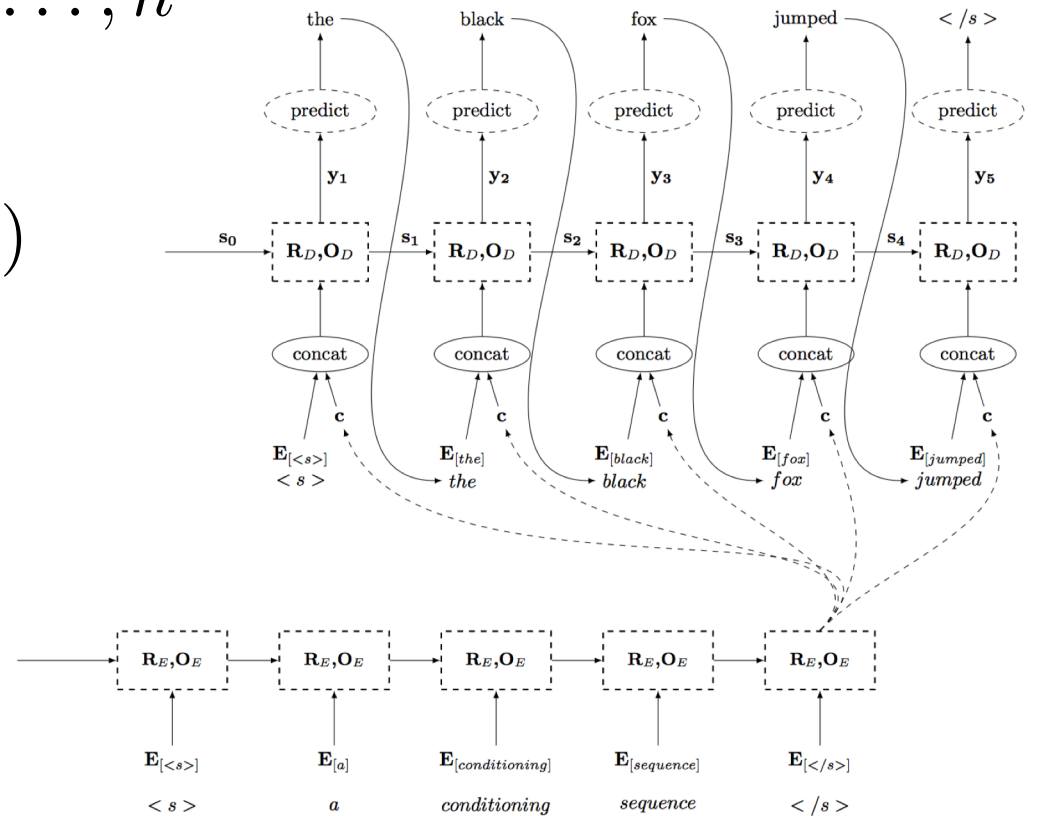 . . . , n
the black fox jumped < /s >
predict predict predict predict predict
y1 y2 y3 y4 y5
)
s0 s1 s2 s3 s4
RD,OD RD,OD RD,OD RD,OD RD,OD
concat concat concat concat concat
c c c c c
E[<s>] E[the] E[black] E[fox] E[jumped]
< s > the black fox jumped
RE,OE RE,OE RE,OE RE,OE RE,OE
E[<s>] E[a] E[conditioning] E[sequence] E[</s>]
< s > a conditioning sequence < /s >